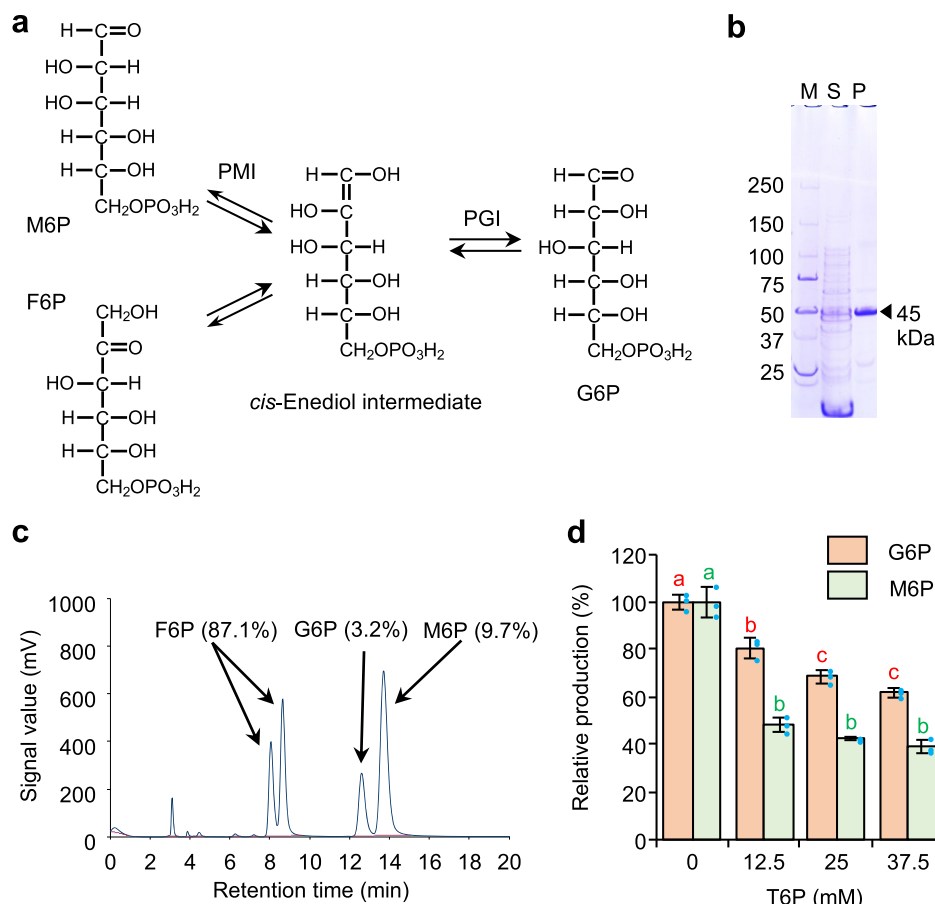 a
H—C=O
HO—C—H
HO—C—H
H—C—OH
H—C—OH
CH2OPO3H2
M6P
PMI
F6P
CH2OH
C=O
HO—C—H
H—C—OH
H—C—OH
CH2OPO3H2
H—C—OH
HO—C
HO—C—H
H—C—OH
H—C—OH
CH2OPO3H2
cis-Enediol intermediate
PGI
H—C=O
H—C—OH
HO—C—H
H—C—OH
H—C—OH
CH2OPO3H2
G6P
b
M S P
250
150
100
75
50
37
25
45
kDa
c
Signal value (mV)
1000
800
600
400
200
0
F6P (87.1%) G6P (3.2%) M6P (9.7%)
0 2 4 6 8 10 12 14 16 18 20
Retention time (min)
d
Relative production (%)
120
100
80
60
40
20
0
G6P
M6P
a a
b b
c b
c b
0 12.5 25 37.5
T6P (mM)